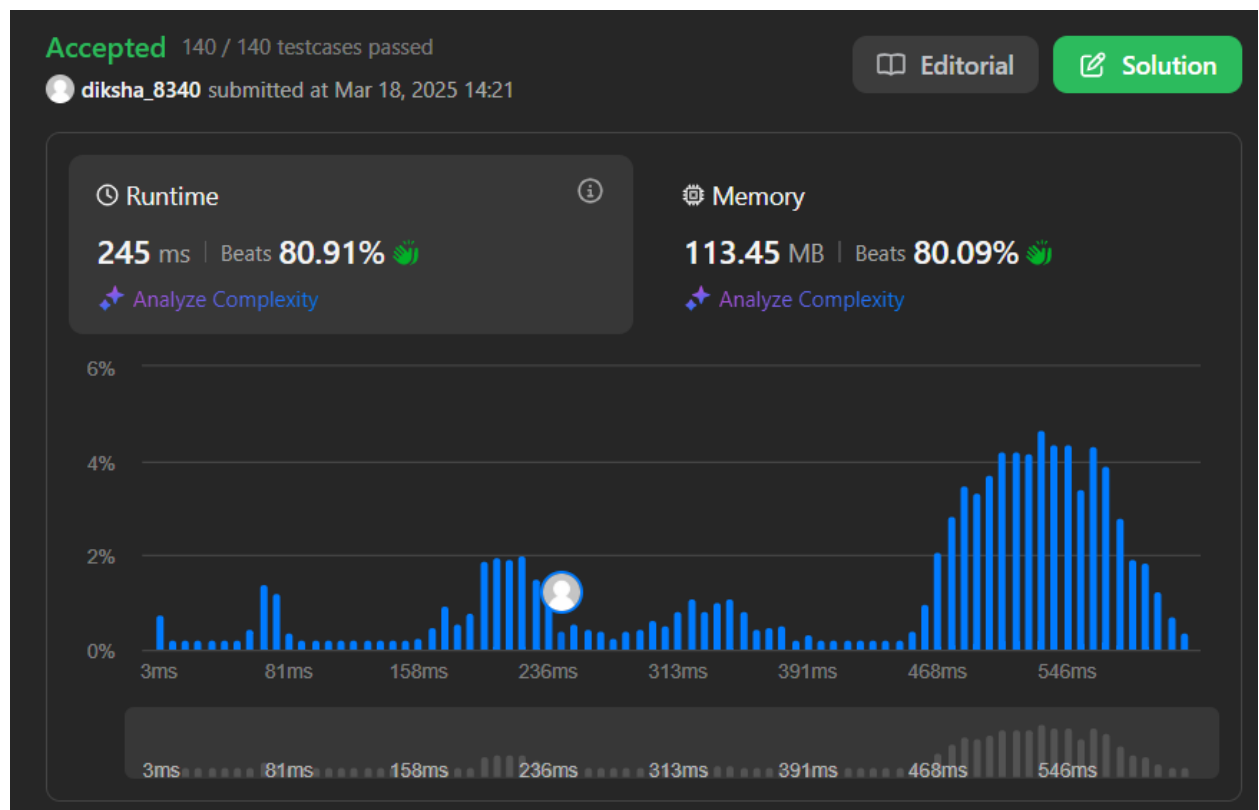 Accepted 140 / 140 testcases passed
diksha_8340 submitted at Mar 18, 2025 14:21
Editorial
Solution
Runtime
245 ms | Beats 80.91%
Analyze Complexity
Memory
113.45 MB | Beats 80.09%
Analyze Complexity
6%
4%
2%
0%
3ms 81ms 158ms 236ms 313ms 391ms 468ms 546ms
3ms 81ms 158ms 236ms 313ms 391ms 468ms 546ms